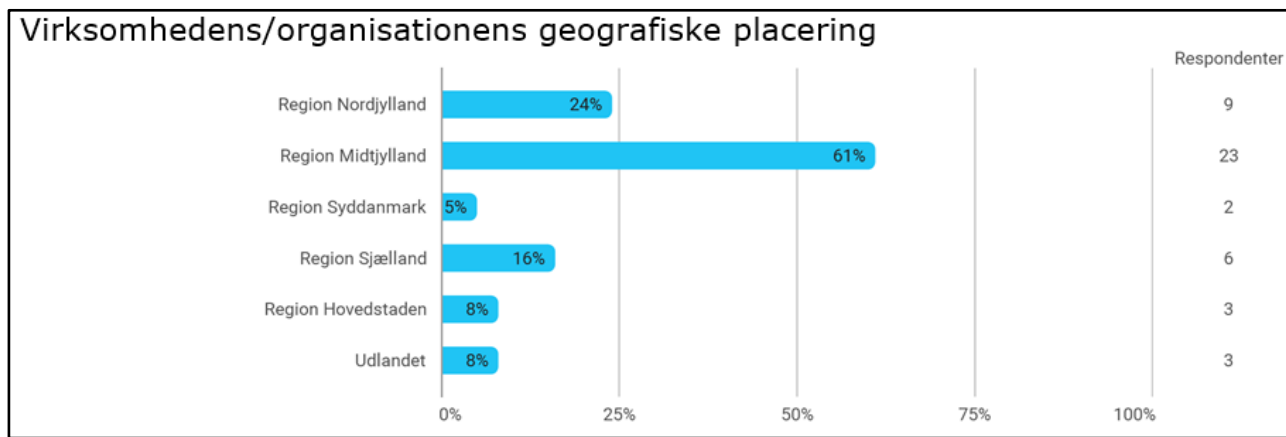 Virksomhedens/organisationens geografiske placering
Respondenter
Region Nordjylland 24% 9
Region Midtjylland 61% 23
Region Syddanmark 5% 2
Region Sjælland 16% 6
Region Hovedstaden 8% 3
Udlandet 8% 3
0% 25% 50% 75% 100%